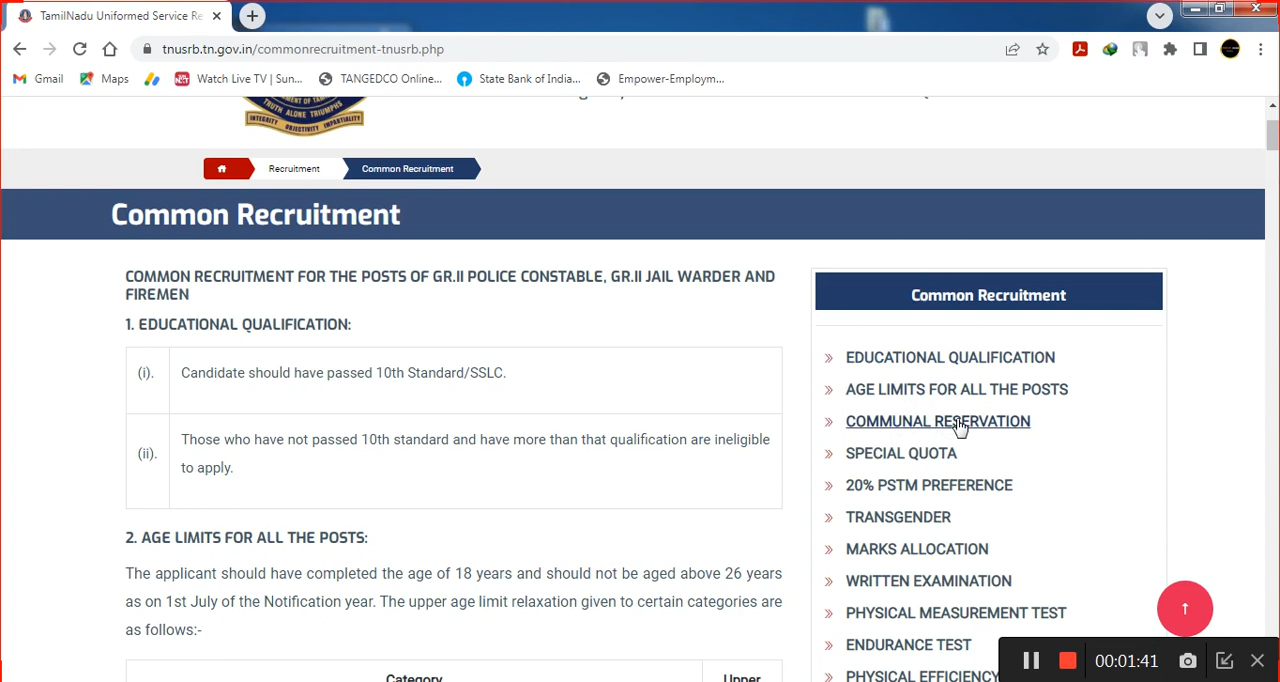 TamilNadu Uniformed Service Re
tnusrb.tn.gov.in/commonrecruitment-tnusrb.php
Gmail
Maps
Watch Live TV | Sun...
TANGEDCO Online...
State Bank of India...
Empower-Employm...
TRUTH ALONE TRIUMPHS
INTEGRITY OBJECTIVITY IMPARTIALITY
Recruitment
Common Recruitment
Common Recruitment
COMMON RECRUITMENT FOR THE POSTS OF GR.II POLICE CONSTABLE, GR.II JAIL WARDER AND
FIREMEN
1. EDUCATIONAL QUALIFICATION:
(i). Candidate should have passed 10th Standard/SSLC.
(ii). Those who have not passed 10th standard and have more than that qualification are ineligible
to apply.
2. AGE LIMITS FOR ALL THE POSTS:
The applicant should have completed the age of 18 years and should not be aged above 26 years
as on 1st July of the Notification year. The upper age limit relaxation given to certain categories are
as follows:-
Category Upper
Common Recruitment
EDUCATIONAL QUALIFICATION
AGE LIMITS FOR ALL THE POSTS
COMMUNAL RESERVATION
SPECIAL QUOTA
20% PSTM PREFERENCE
TRANSGENDER
MARKS ALLOCATION
WRITTEN EXAMINATION
PHYSICAL MEASUREMENT TEST
ENDURANCE TEST
PHYSICAL EFFICIENCY
00:01:41